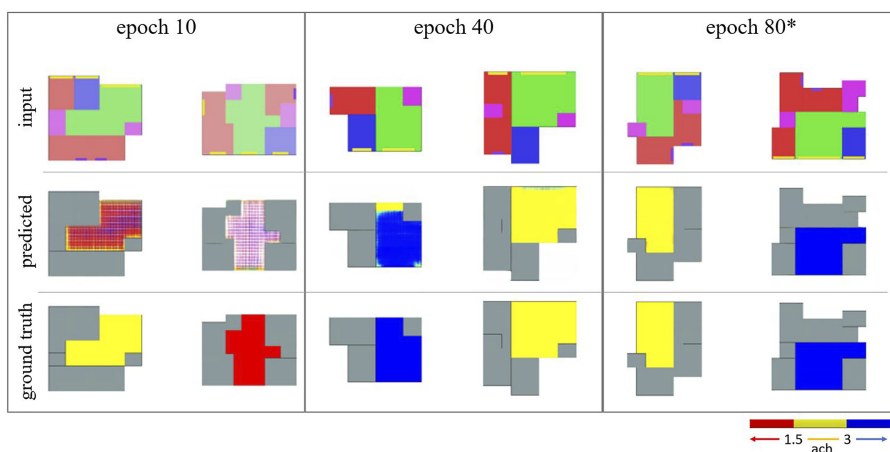 epoch 10 epoch 40 epoch 80*
input
predicted
ground truth
1.5 3
ach